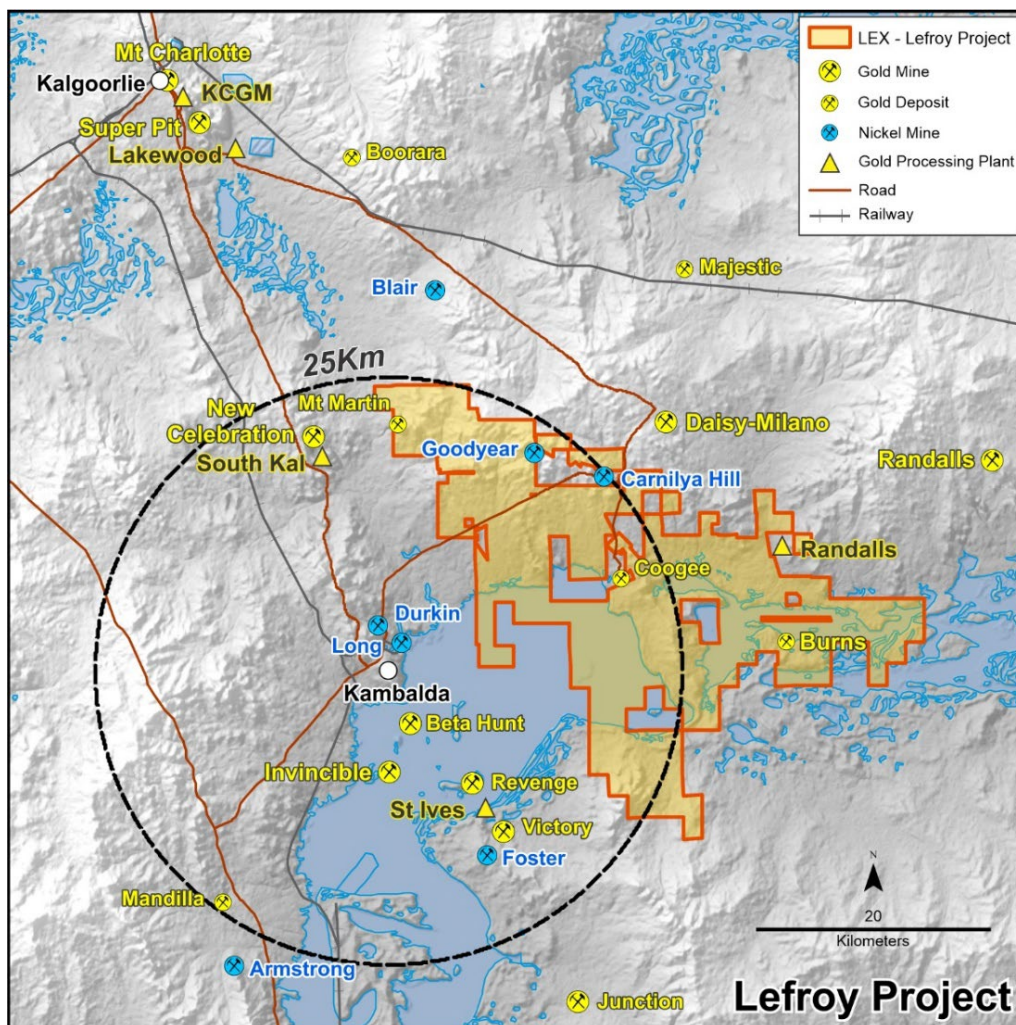 Mt Charlotte
Kalgoorlie
KCGM
Super Pit
Lakewood
Boorara
Majestic
Blair
25Km
New
Celebration
Mt Martin
South Kal
Goodyear
Carnilya Hill
Daisy-Milano
Randalls
Randalls
Coogee
Burns
Durkin
Long
Kambalda
Beta Hunt
Invincible
Revenge
St Ives
Victory
Foster
Mandilla
Armstrong
Junction
LEX - Lefroy Project
Gold Mine
Gold Deposit
Nickel Mine
Gold Processing Plant
Road
Railway
N
20
Kilometers
Lefroy Project